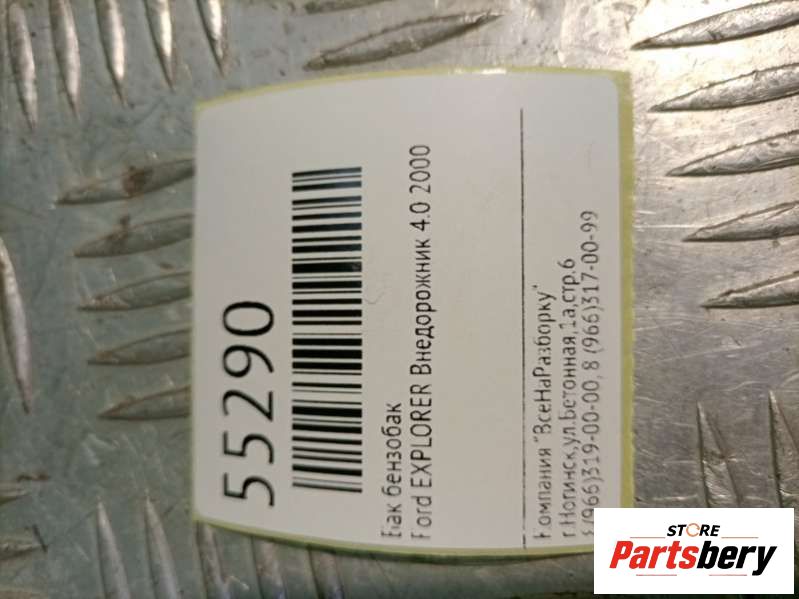 55290
Бак бензобак
Ford EXPLORER Внедорожник 4.0 2000
Компания "ВсеНаРазборку"
г.Ногинск,ул.Бетонная,1а,стр.6
8 (966)319-00-00, 8 (966)317-00-99
STORE
Partsbery